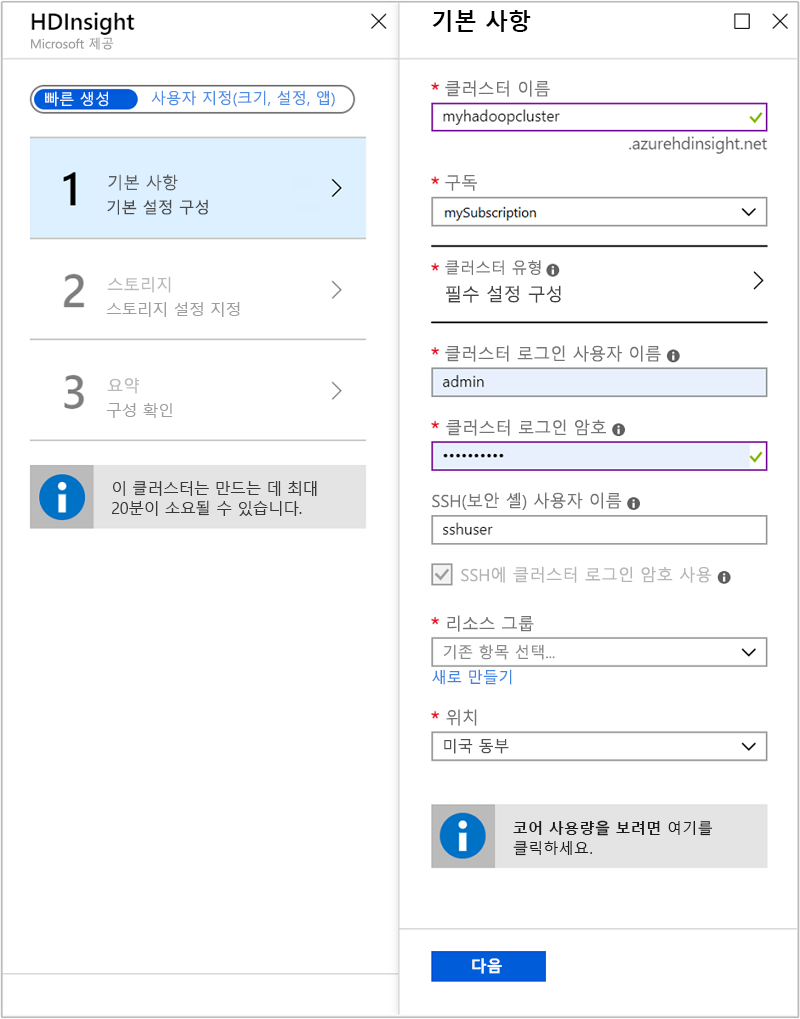 HDInsight
Microsoft 제공
빠른 생성
사용자 지정(크기, 설정, 앱)
1
기본 사항
기본 설정 구성
2
스토리지
스토리지 설정 지정
3
요약
구성 확인
이 클러스터는 만드는 데 최대
20분이 소요될 수 있습니다.
기본 사항
* 클러스터 이름
myhadoopcluster
.azurehdinsight.net
* 구독
mySubscription
* 클러스터 유형
필수 설정 구성
* 클러스터 로그인 사용자 이름
admin
* 클러스터 로그인 암호
••••••••••
SSH(보안 셸) 사용자 이름
sshuser
SSH에 클러스터 로그인 암호 사용
* 리소스 그룹
기존 항목 선택...
새로 만들기
* 위치
미국 동부
코어 사용량을 보려면 여기를
클릭하세요.
다음